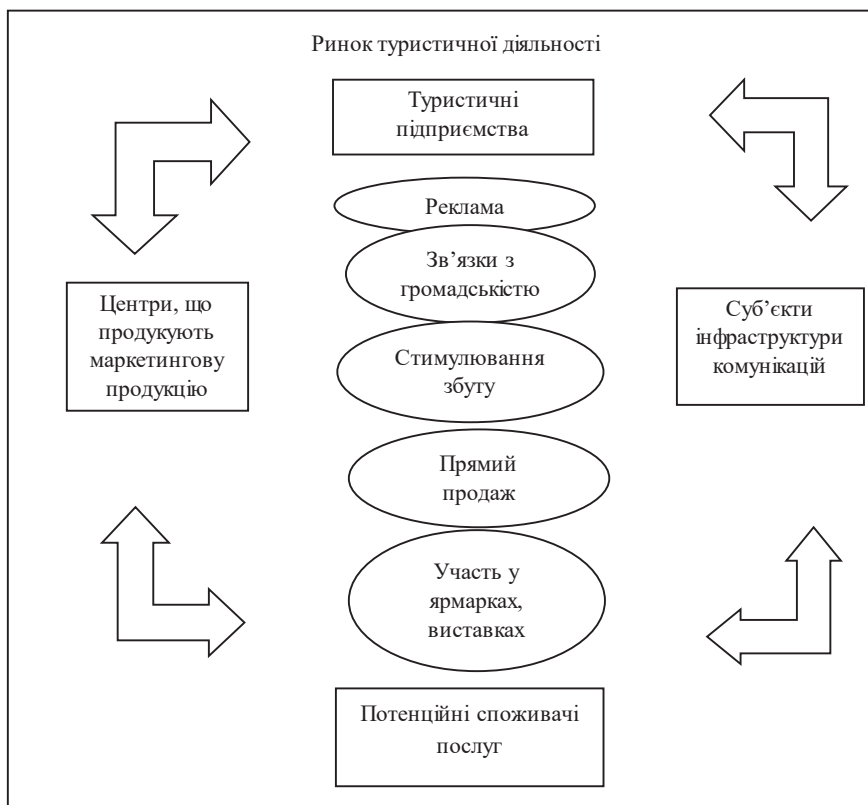 Ринок туристичної діяльності
Туристичні
підприємства
Реклама
Зв’язки з
громадськістю
Центри, що
продукують
маркетингову
продукцію
Стимулювання
збуту
Суб’єкти
інфраструктури
комунікацій
Прямий
продаж
Участь у
ярмарках,
виставках
Потенційні споживачі
послуг